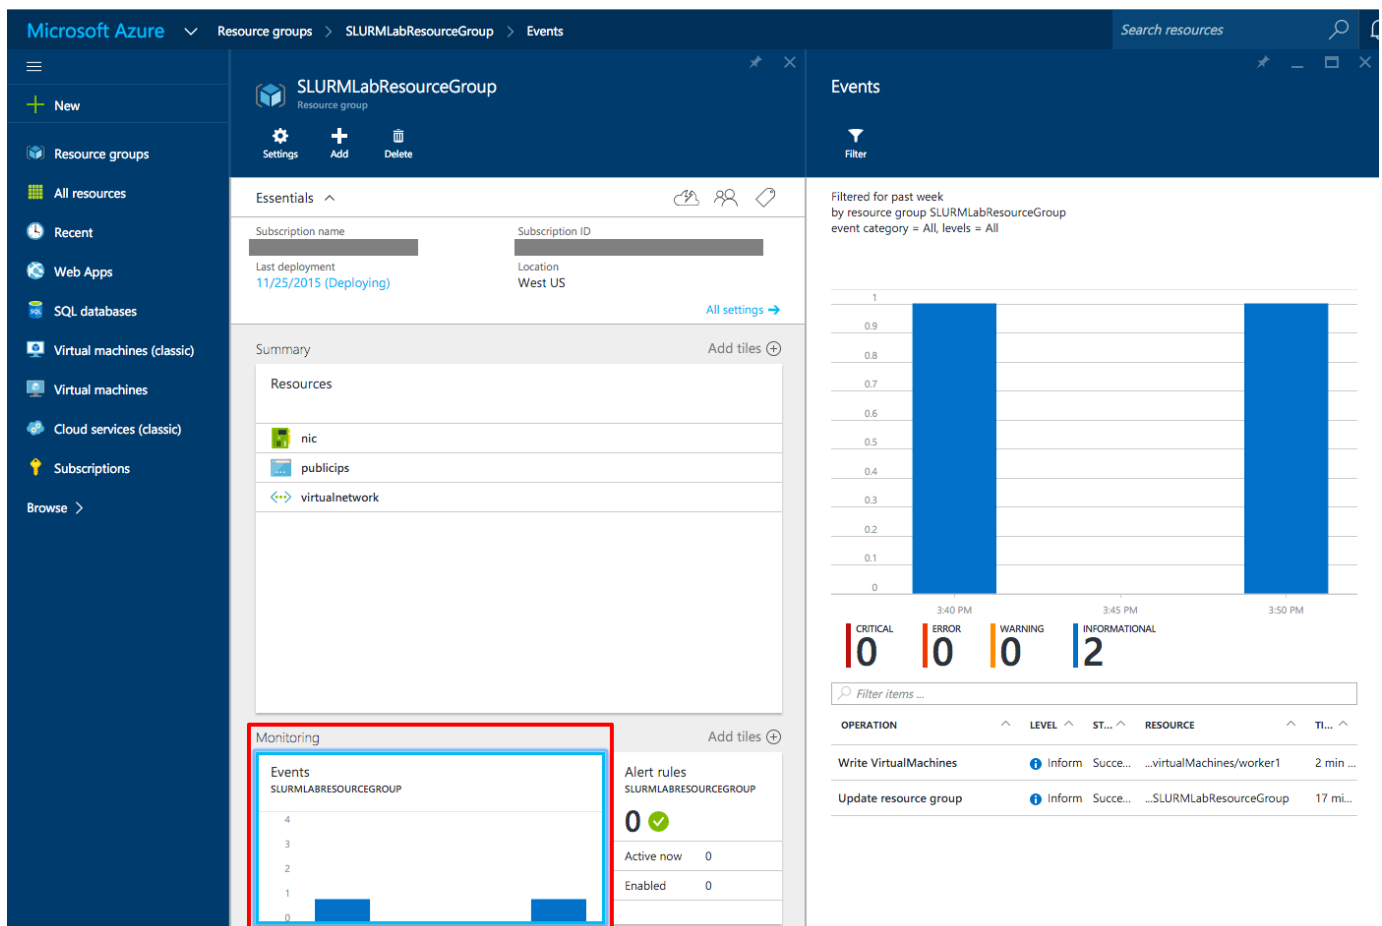 Microsoft Azure Resource groups > SLURMLabResourceGroup > Events Search resources
New
Resource groups
All resources
Recent
Web Apps
SQL databases
Virtual machines (classic)
Virtual machines
Cloud services (classic)
Subscriptions
Browse >
SLURMLabResourceGroup
Resource group
Settings Add Delete
Essentials
Subscription name Subscription ID
Last deployment Location
11/25/2015 (Deploying) West US
All settings →
Summary Add tiles
Resources
nic
publicips
virtualnetwork
Monitoring Add tiles
Events
SLURMLABRESOURCEGROUP
4
3
2
1
0
Alert rules
SLURMLABRESOURCEGROUP
0
Active now 0
Enabled 0
Events
Filter
Filtered for past week
by resource group SLURMLabResourceGroup
event category = All, levels = All
1
0.9
0.8
0.7
0.6
0.5
0.4
0.3
0.2
0.1
0
3:40 PM 3:45 PM 3:50 PM
CRITICAL ERROR WARNING INFORMATIONAL
0 0 0 2
Filter items ...
OPERATION LEVEL ST... RESOURCE TI...
Write VirtualMachines Inform Succe... ...virtualMachines/worker1 2 min ...
Update resource group Inform Succe... ...SLURMLabResourceGroup 17 mi...